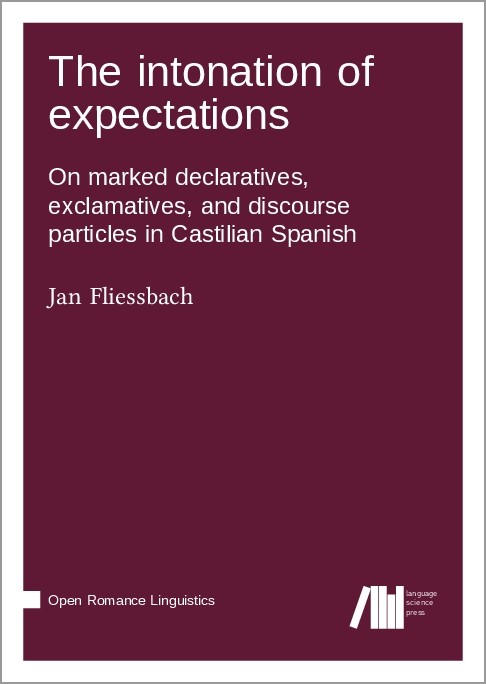 The intonation of
expectations
On marked declaratives,
exclamatives, and discourse
particles in Castilian Spanish
Jan Fliessbach
Open Romance Linguistics
language
science
press